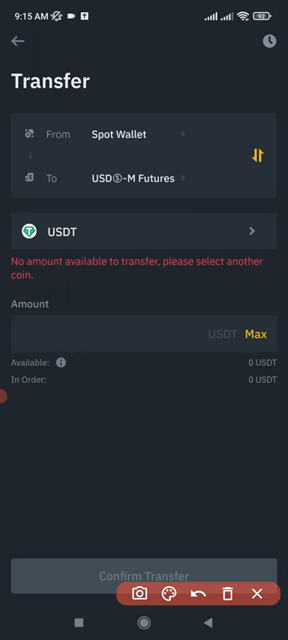 9:15 AM
92
Transfer
From Spot Wallet
To USDⓈ-M Futures
USDT
No amount available to transfer, please select another
coin.
Amount
USDT Max
Available: 0 USDT
In Order: 0 USDT
Confirm Transfer